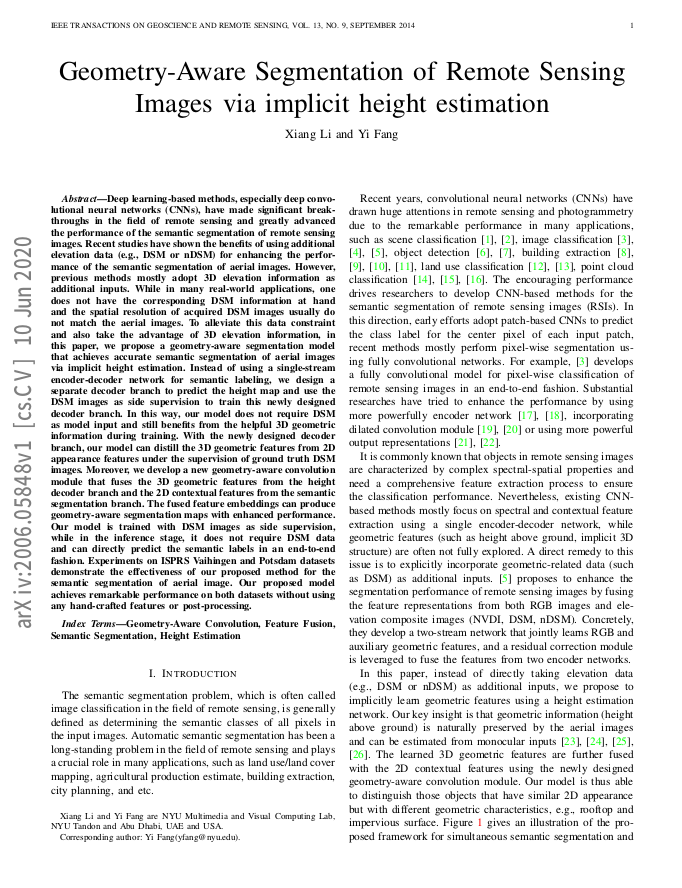 IEEE TRANSACTIONS ON GEOSCIENCE AND REMOTE SENSING, VOL. 13, NO. 9, SEPTEMBER 2014 1
Geometry-Aware Segmentation of Remote Sensing
Images via implicit height estimation
Xiang Li and Yi Fang
arXiv:2006.05848v1 [cs.CV] 10 Jun 2020
Abstract—Deep learning-based methods, especially deep convo-
lutional neural networks (CNNs), have made significant break-
throughs in the field of remote sensing and greatly advanced
the performance of the semantic segmentation of remote sensing
images. Recent studies have shown the benefits of using additional
elevation data (e.g., DSM or nDSM) for enhancing the perfor-
mance of the semantic segmentation of aerial images. However,
previous methods mostly adopt 3D elevation information as
additional inputs. While in many real-world applications, one
does not have the corresponding DSM information at hand
and the spatial resolution of acquired DSM images usually do
not match the aerial images. To alleviate this data constraint
and also take the advantage of 3D elevation information, in
this paper, we propose a geometry-aware segmentation model
that achieves accurate semantic segmentation of aerial images
via implicit height estimation. Instead of using a single-stream
encoder-decoder network for semantic labeling, we design a
separate decoder branch to predict the height map and use the
DSM images as side supervision to train this newly designed
decoder branch. In this way, our model does not require DSM
as model input and still benefits from the helpful 3D geometric
information during training. With the newly designed decoder
branch, our model can distill the 3D geometric features from 2D
appearance features under the supervision of ground truth DSM
images. Moreover, we develop a new geometry-aware convolution
module that fuses the 3D geometric features from the height
decoder branch and the 2D contextual features from the semantic
segmentation branch. The fused feature embeddings can produce
geometry-aware segmentation maps with enhanced performance.
Our model is trained with DSM images as side supervision,
while in the inference stage, it does not require DSM data
and can directly predict the semantic labels in an end-to-end
fashion. Experiments on ISPRS Vaihingen and Potsdam datasets
demonstrate the effectiveness of our proposed method for the
semantic segmentation of aerial image. Our proposed model
achieves remarkable performance on both datasets without using
any hand-crafted features or post-processing.
Index Terms—Geometry-Aware Convolution, Feature Fusion,
Semantic Segmentation, Height Estimation
I. INTRODUCTION
The semantic segmentation problem, which is often called
image classification in the field of remote sensing, is generally
defined as determining the semantic classes of all pixels in
the input images. Automatic semantic segmentation has been a
long-standing problem in the field of remote sensing and plays
a crucial role in many applications, such as land use/land cover
mapping, agricultural production estimate, building extraction,
city planning, and etc.
Xiang Li and Yi Fang are NYU Multimedia and Visual Computing Lab,
NYU Tandon and Abu Dhabi, UAE and USA.
Corresponding author: Yi Fang(yfang@nyu.edu).
Recent years, convolutional neural networks (CNNs) have
drawn huge attentions in remote sensing and photogrammetry
due to the remarkable performance in many applications,
such as scene classification [1], [2], image classification [3],
[4], [5], object detection [6], [7], building extraction [8],
[9], [10], [11], land use classification [12], [13], point cloud
classification [14], [15], [16]. The encouraging performance
drives researchers to develop CNN-based methods for the
semantic segmentation of remote sensing images (RSIs). In
this direction, early efforts adopt patch-based CNNs to predict
the class label for the center pixel of each input patch,
recent methods mostly perform pixel-wise segmentation us-
ing fully convolutional networks. For example, [3] develops
a fully convolutional model for pixel-wise classification of
remote sensing images in an end-to-end fashion. Substantial
researches have tried to enhance the performance by using
more powerfully encoder network [17], [18], incorporating
dilated convolution module [19], [20] or using more powerful
output representations [21], [22].
It is commonly known that objects in remote sensing images
are characterized by complex spectral-spatial properties and
need a comprehensive feature extraction process to ensure
the classification performance. Nevertheless, existing CNN-
based methods mostly focus on spectral and contextual feature
extraction using a single encoder-decoder network, while
geometric features (such as height above ground, implicit 3D
structure) are often not fully explored. A direct remedy to this
issue is to explicitly incorporate geometric-related data (such
as DSM) as additional inputs. [5] proposes to enhance the
segmentation performance of remote sensing images by fusing
the feature representations from both RGB images and ele-
vation composite images (NVDI, DSM, nDSM). Concretely,
they develop a two-stream network that jointly learns RGB and
auxiliary geometric features, and a residual correction module
is leveraged to fuse the features from two encoder networks.
In this paper, instead of directly taking elevation data
(e.g., DSM or nDSM) as additional inputs, we propose to
implicitly learn geometric features using a height estimation
network. Our key insight is that geometric information (height
above ground) is naturally preserved by the aerial images
and can be estimated from monocular inputs [23], [24], [25],
[26]. The learned 3D geometric features are further fused
with the 2D contextual features using the newly designed
geometry-aware convolution module. Our model is thus able
to distinguish those objects that have similar 2D appearance
but with different geometric characteristics, e.g., rooftop and
impervious surface. Figure 1 gives an illustration of the pro-
posed framework for simultaneous semantic segmentation and